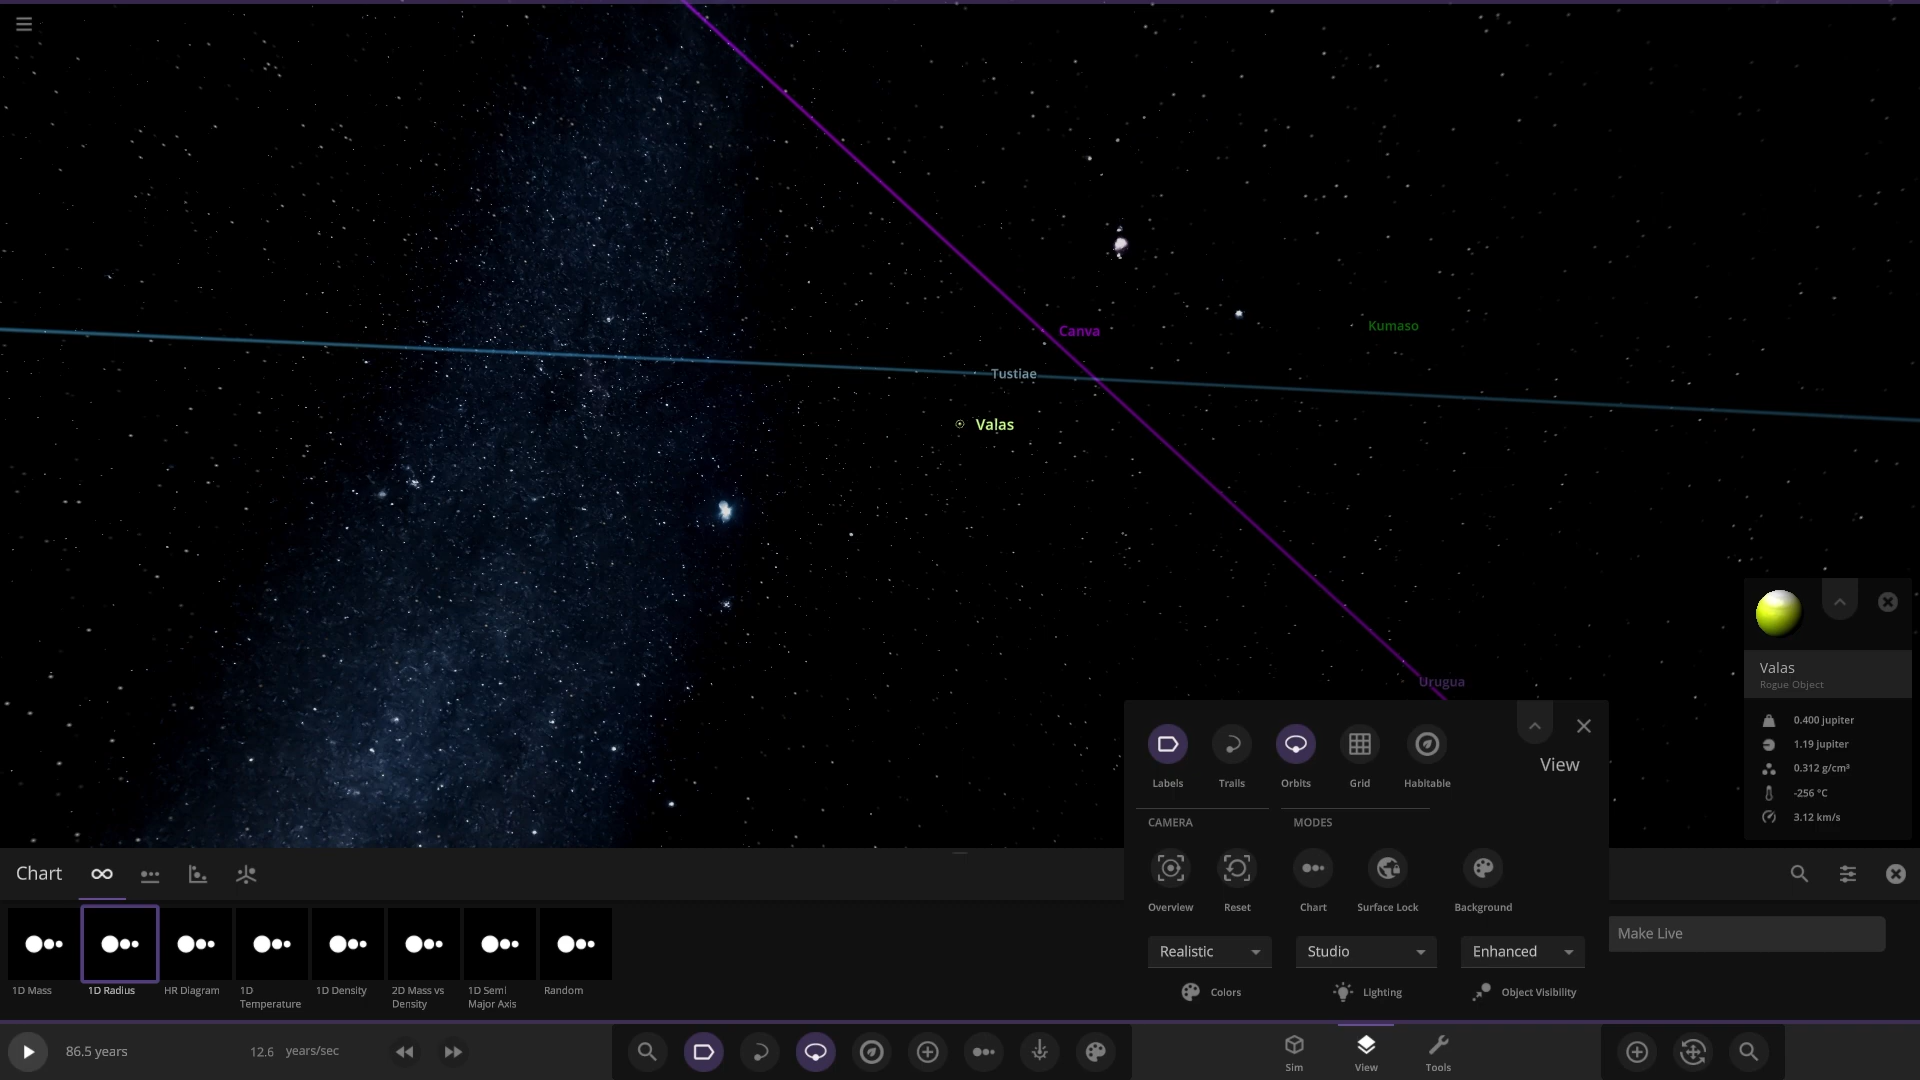 Canva
Kumaso
Tustiae
Valas
Urugua
Valas
Rogue Object
0.400 jupiter
1.19 jupiter
0.312 g/cm³
-256 °C
3.12 km/s
Labels
Trails
Orbits
Grid
Habitable
View
CAMERA
MODES
Overview
Reset
Chart
Surface Lock
Background
Realistic
Studio
Enhanced
Colors
Lighting
Object Visibility
Chart
Make Live
1D Mass
1D Radius
HR Diagram
1D
Temperature
1D Density
2D Mass vs
Density
1D Semi
Major Axis
Random
86.5 years
12.6 years/sec
Sim
View
Tools